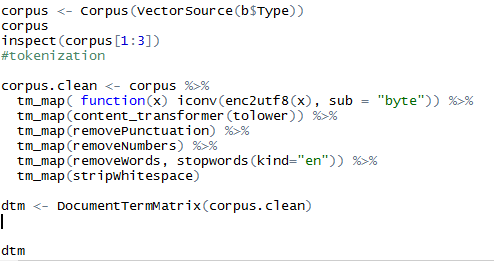 corpus <- Corpus(VectorSource(b$Type))
corpus
inspect(corpus[1:3])
#tokenization
corpus.clean <- corpus %>%
tm_map( function(x) iconv(enc2utf8(x), sub = "byte")) %>%
tm_map(content_transformer(tolower)) %>%
tm_map(removePunctuation) %>%
tm_map(removeNumbers) %>%
tm_map(removeWords, stopwords(kind="en")) %>%
tm_map(stripWhitespace)
dtm <- DocumentTermMatrix(corpus.clean)
dtm